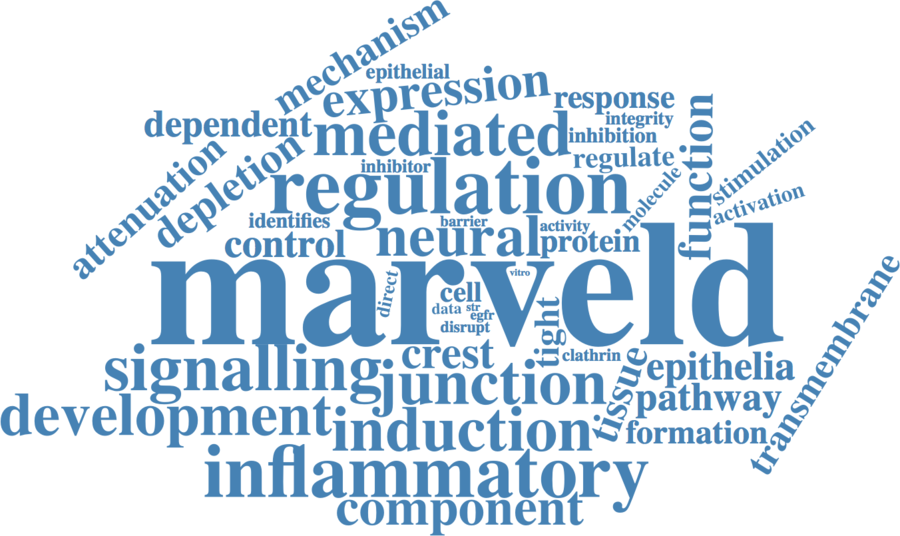 mechanism
epithelial
expression
response
integrity
dependent
mediated
inhibition
function
stimulation
attenuation
depletion
inhibitor
regulate
regulation
molecule
activation
identifies
barrier
activity
control
neural
protein
marveld
direct
vitro
cell
data
str
egfr
disrupt
tight
transmembrane
signalling
crest
clathrin
junction
tissue
epithelia
pathway
development
induction
formation
inflammatory
component